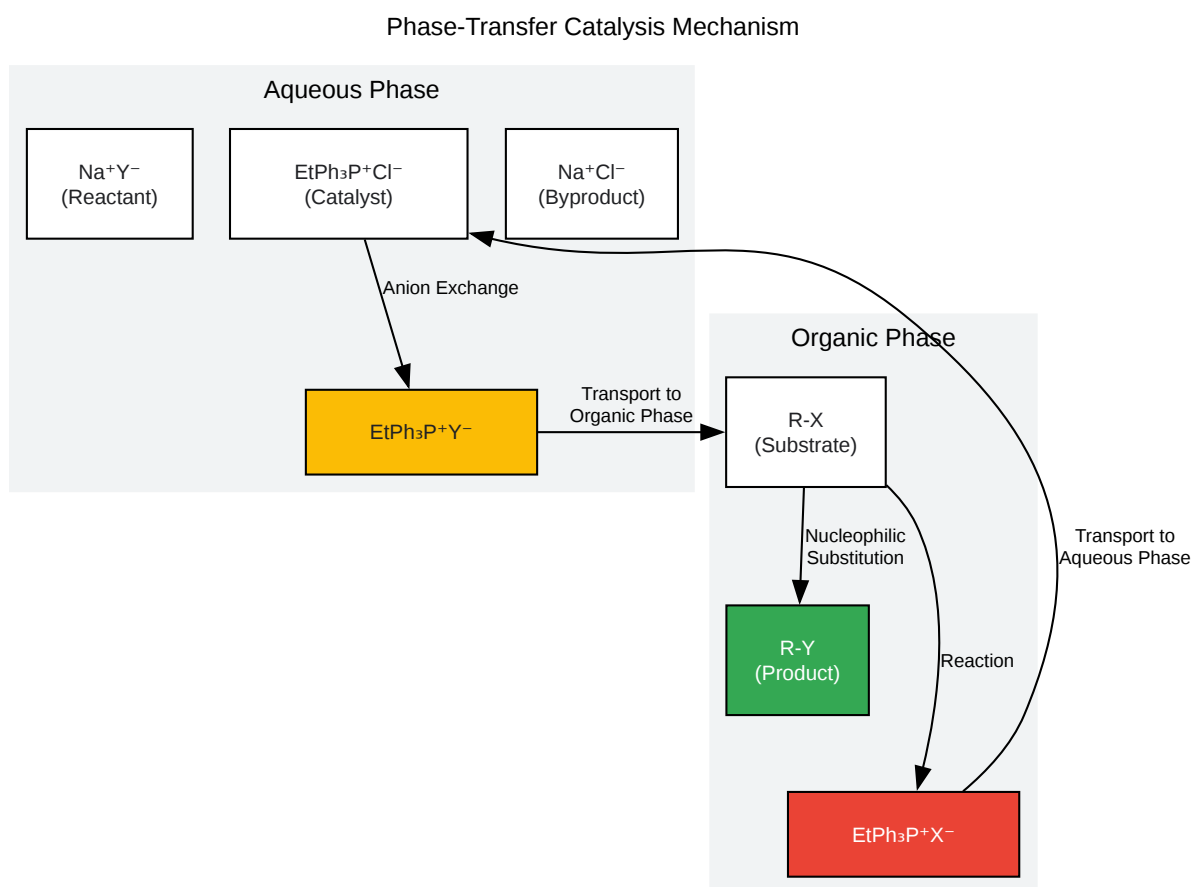 Phase-Transfer Catalysis Mechanism
Aqueous Phase
Na⁺Y⁻
(Reactant)
EtPh₃P⁺Cl⁻
(Catalyst)
Na⁺Cl⁻
(Byproduct)
Anion Exchange
EtPh₃P⁺Y⁻
Transport to
Organic Phase
Organic Phase
R-X
(Substrate)
Nucleophilic
Substitution
Transport to
Aqueous Phase
R-Y
(Product)
Reaction
EtPh₃P⁺X⁻